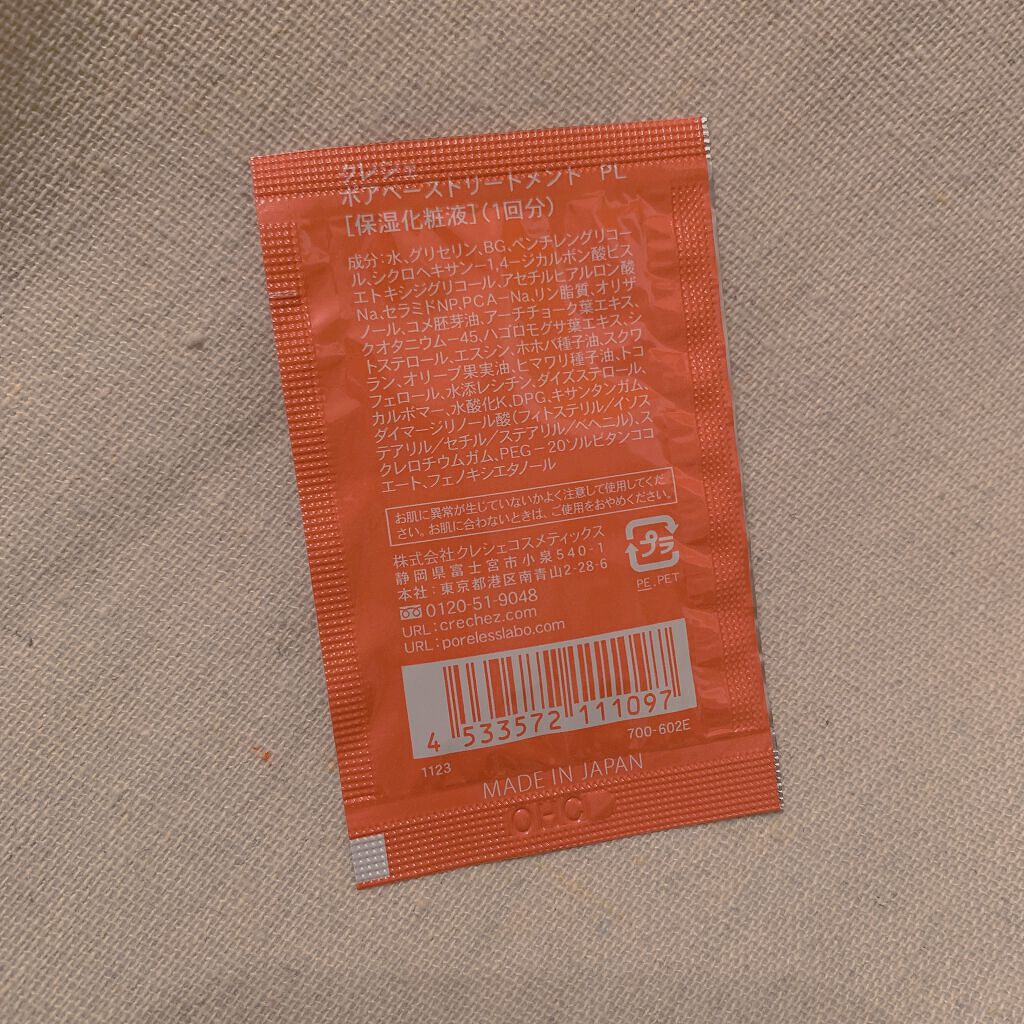 クレジェ
ポアベーストリートメント PL
[保湿化粧液](1回分)
成分:水、グリセリン、BG、ペンチレングリコー
ル、シクロヘキサン-1,4-ジカルボン酸ビス
エトキシジグリコール、アセチルヒアルロン酸
Na、セラミドNP、PCA-Na、リン脂質、オリザ
ノール、コメ胚芽油、アーチチョーク葉エキス、
クオタニウム-45、ハゴロモグサ葉エキス、シ
トステロール、エスシン、ホホバ種子油、スクワ
ラン、オリーブ果実油、ヒマワリ種子油、トコ
フェロール、水添レシチン、ダイズステロール、
カルボマー、水酸化K、DPG、キサンタンガム、
ダイマージリノール酸(フィトステリル/イソス
テアリル/セチル/ステアリル/ベヘニル)、ス
クレロチウムガム、PEG-20ソルビタンココ
エート、フェノキシエタノール
お肌に異常が生じていないかよく注意して使用してくだ
さい。お肌に合わないときは、ご使用をおやめください。
株式会社クレシェコスメティックス
静岡県富士宮市小泉540-1
本社:東京都港区南青山2-28-6
0120-51-9048
URL:crechez.com
URL:porelesslabo.com
プラ
PE.PET
4 533572 111097
1123
700-602E
MADE IN JAPAN
OHC